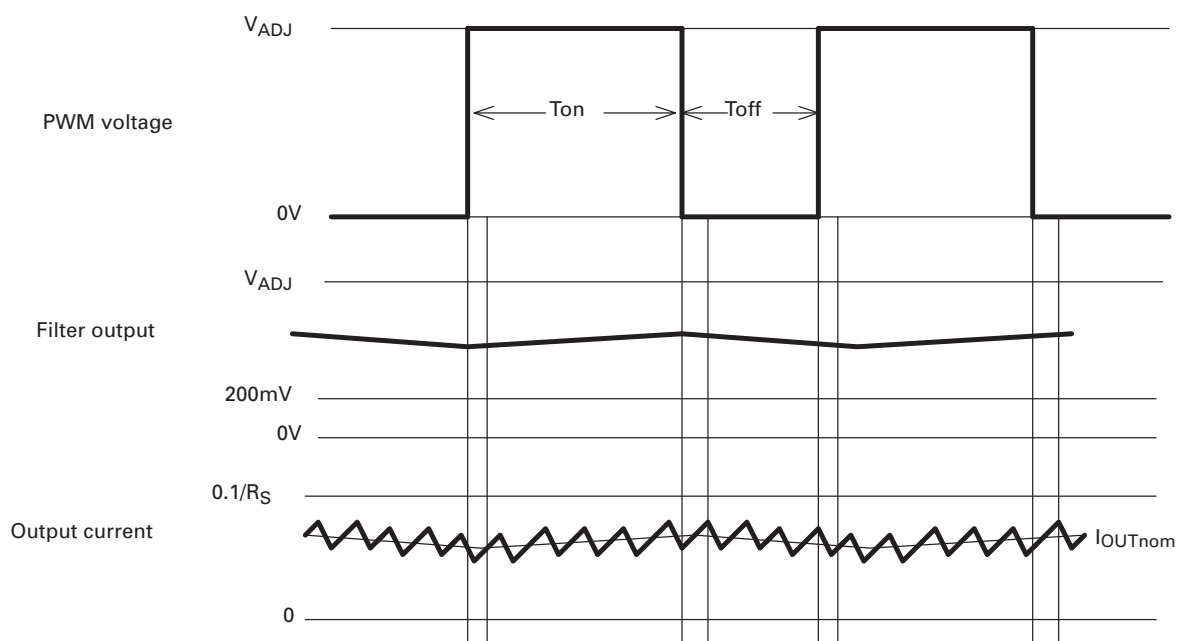 VADJ
PWM voltage
Ton
Toff
0V
VADJ
Filter output
200mV
0V
0.1/RS
Output current
IOUTnom
0